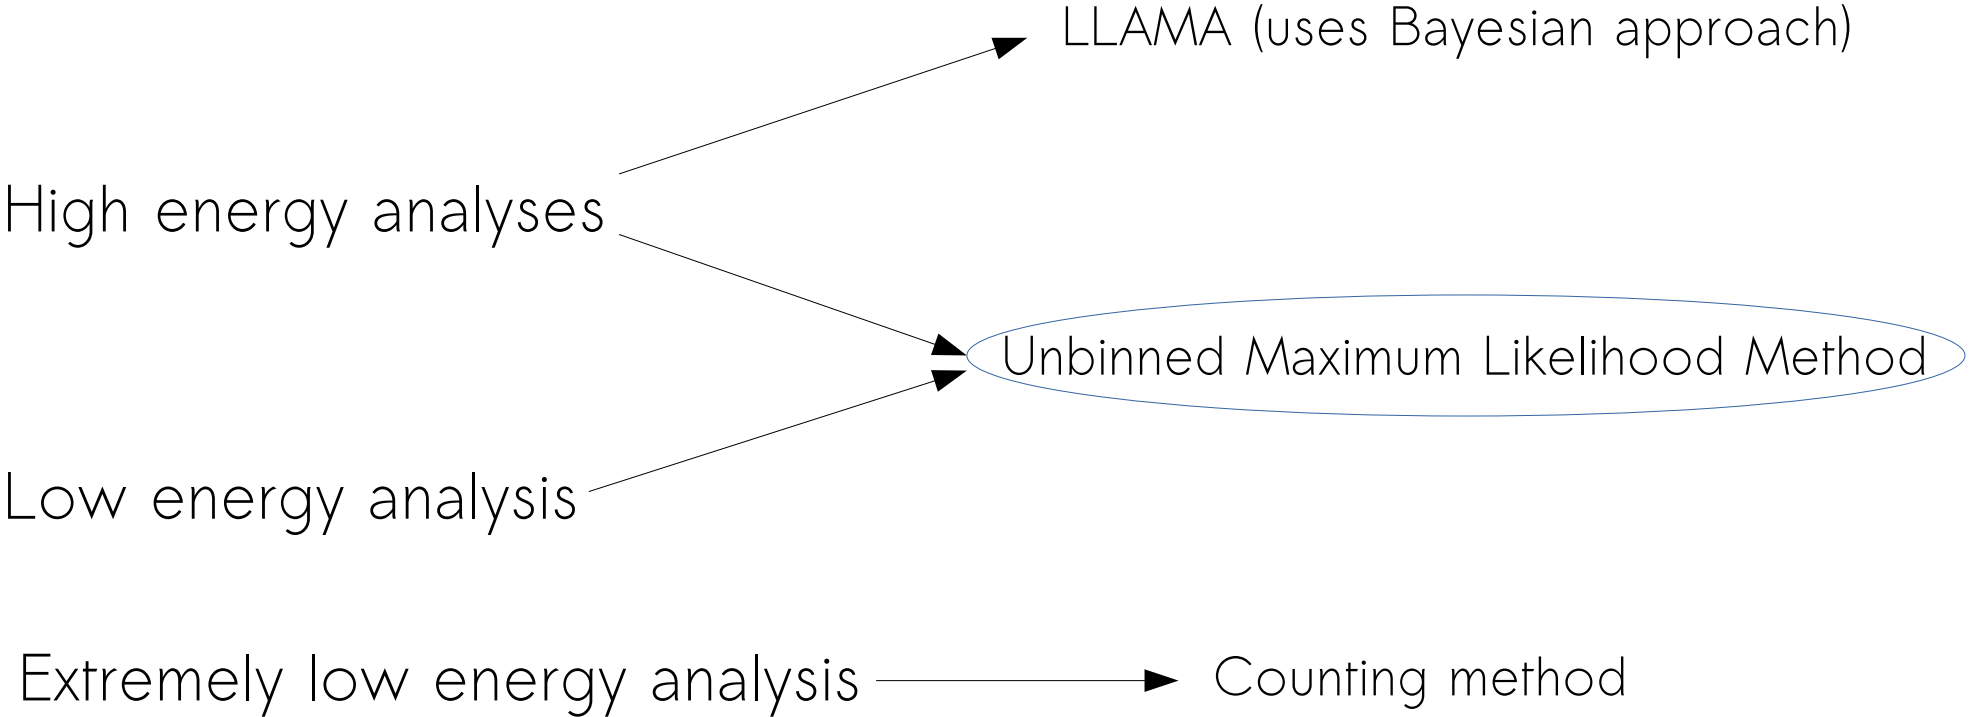 LLAMA (uses Bayesian approach)
High energy analyses
Unbinned Maximum Likelihood Method
Low energy analysis
Extremely low energy analysis
Counting method